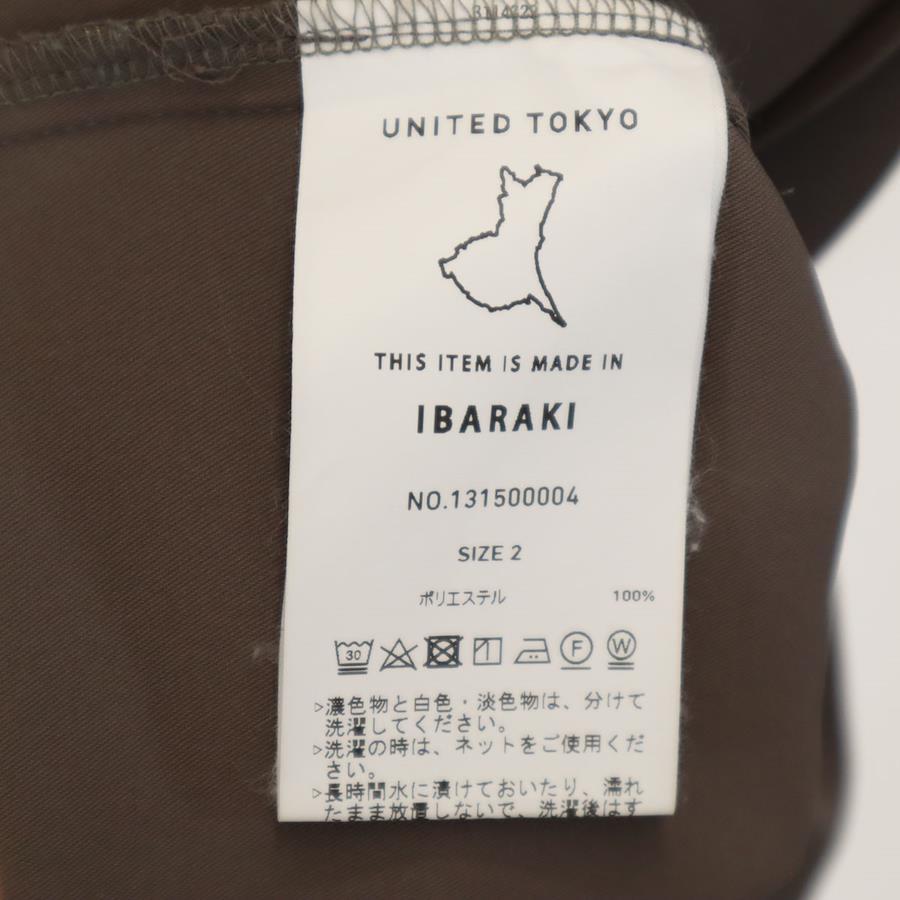 UNITED TOKYO
THIS ITEM IS MADE IN
IBARAKI
NO.131500004
SIZE 2
ポリエステル 100%
30 F W
▷濃色物と白色・淡色物は、分けて
洗濯してください。
▷洗濯の時は、ネットをご使用くだ
さい。
▷長時間水に漬けておいたり、濡れ
たまま放置しないで、洗濯後はす